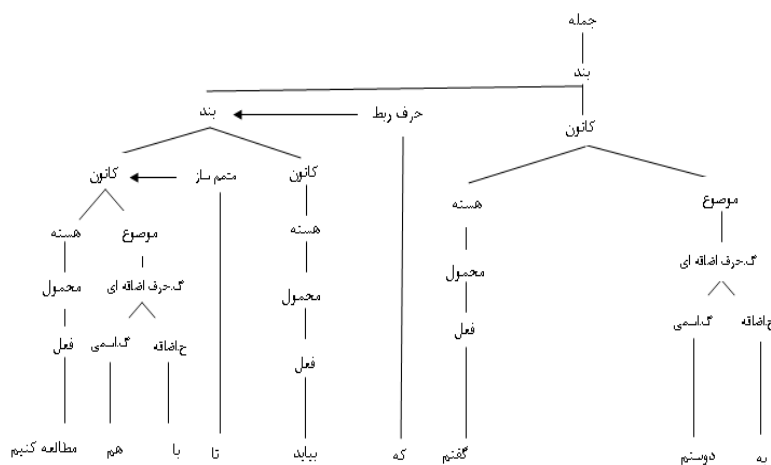 جمله
بند
بند
حرف ربط
کانون
کانون
متمم ساز
کانون
هسته
موضوع
هسته
موضوع
هسته
گ.حرف اضافه ای
محمول
گ.حرف اضافه ای
محمول
محمول
ح.اضافه
گ.اسمی
فعل
ح.اضافه
گ.اسمی
فعل
فعل
به دوستم گفتم که بیاید تا با هم مطالعه کنیم